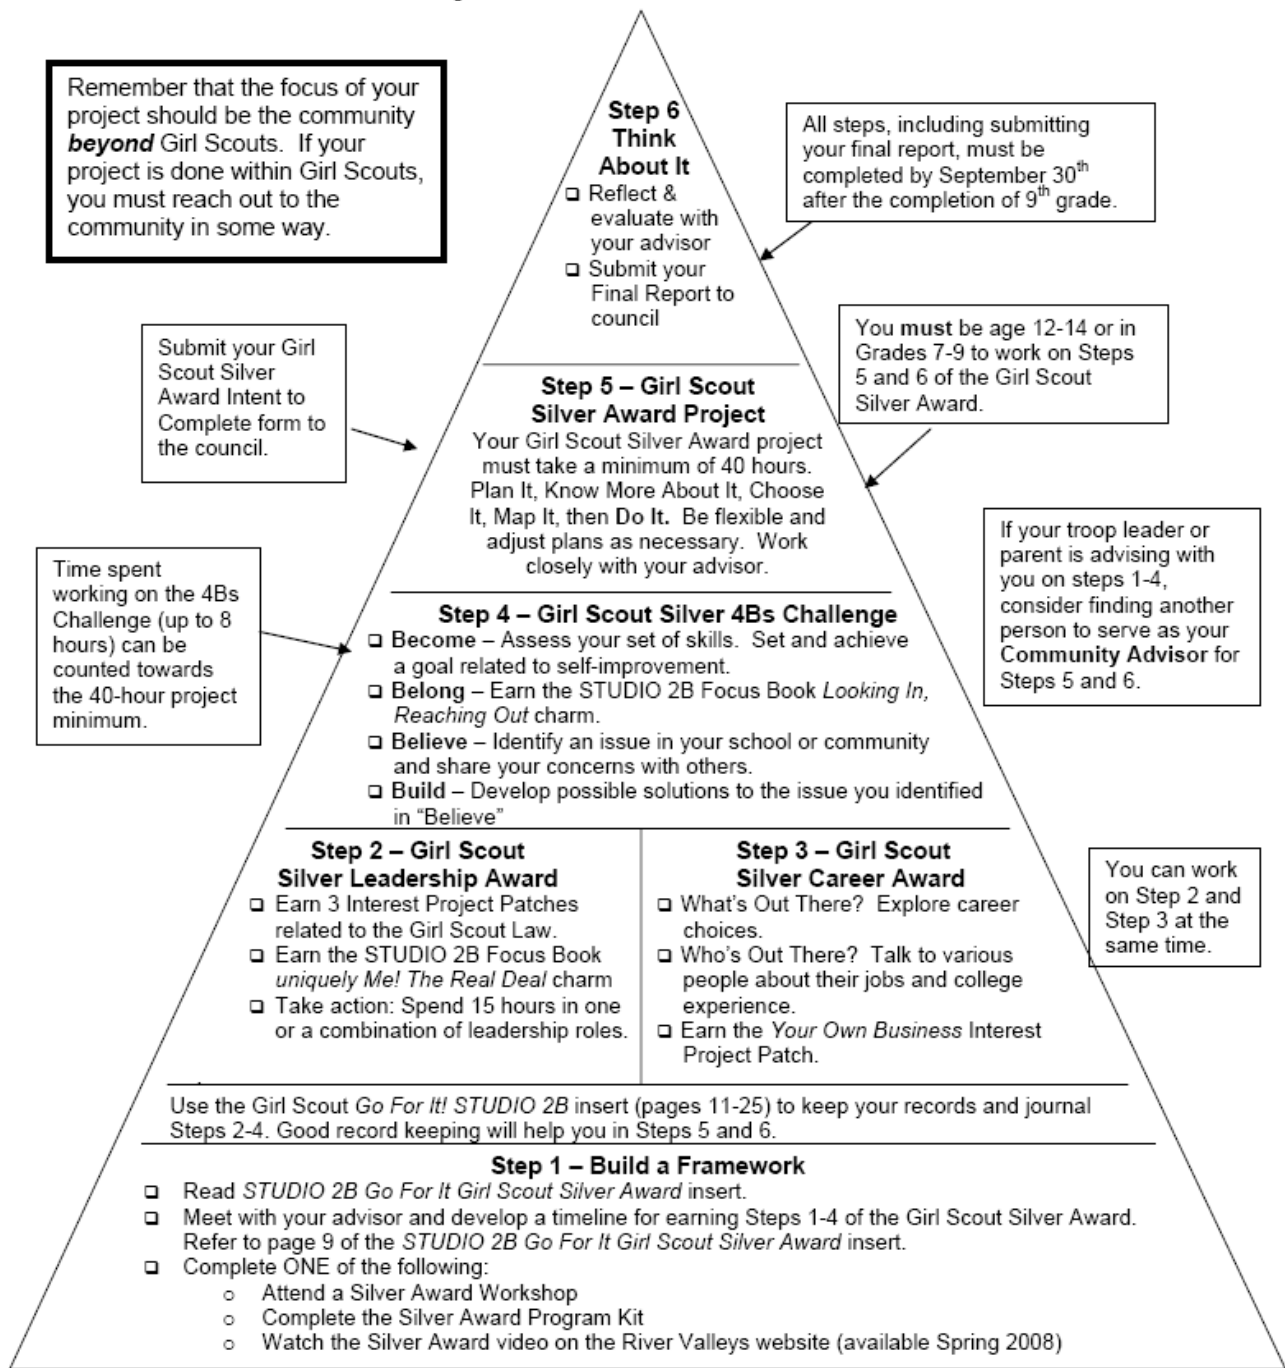 Remember that the focus of your
project should be the community
beyond Girl Scouts. If your
project is done within Girl Scouts,
you must reach out to the
community in some way.
Step 6
Think
About It
❑ Reflect &
evaluate with
your advisor
❑ Submit your
Final Report to
council
All steps, including submitting
your final report, must be
completed by September 30th
after the completion of 9th grade.
Submit your Girl
Scout Silver
Award Intent to
Complete form to
the council.
Step 5 – Girl Scout
Silver Award Project
Your Girl Scout Silver Award project
must take a minimum of 40 hours.
Plan It, Know More About It, Choose
It, Map It, then Do It. Be flexible and
adjust plans as necessary. Work
closely with your advisor.
You must be age 12-14 or in
Grades 7-9 to work on Steps
5 and 6 of the Girl Scout
Silver Award.
Time spent
working on the 4Bs
Challenge (up to 8
hours) can be
counted towards
the 40-hour project
minimum.
If your troop leader or
parent is advising with
you on steps 1-4,
consider finding another
person to serve as your
Community Advisor for
Steps 5 and 6.
Step 4 – Girl Scout Silver 4Bs Challenge
❑ Become – Assess your set of skills. Set and achieve
a goal related to self-improvement.
❑ Belong – Earn the STUDIO 2B Focus Book Looking In,
Reaching Out charm.
❑ Believe – Identify an issue in your school or community
and share your concerns with others.
❑ Build – Develop possible solutions to the issue you identified
in “Believe”
Step 2 – Girl Scout
Silver Leadership Award
❑ Earn 3 Interest Project Patches
related to the Girl Scout Law.
❑ Earn the STUDIO 2B Focus Book
uniquely Me! The Real Deal charm
❑ Take action: Spend 15 hours in one
or a combination of leadership roles.
Step 3 – Girl Scout
Silver Career Award
❑ What’s Out There? Explore career
choices.
❑ Who’s Out There? Talk to various
people about their jobs and college
experience.
❑ Earn the Your Own Business Interest
Project Patch.
You can work
on Step 2 and
Step 3 at the
same time.
Use the Girl Scout Go For It! STUDIO 2B insert (pages 11-25) to keep your records and journal
Steps 2-4. Good record keeping will help you in Steps 5 and 6.
Step 1 – Build a Framework
❑ Read STUDIO 2B Go For It Girl Scout Silver Award insert.
❑ Meet with your advisor and develop a timeline for earning Steps 1-4 of the Girl Scout Silver Award.
Refer to page 9 of the STUDIO 2B Go For It Girl Scout Silver Award insert.
❑ Complete ONE of the following:
o Attend a Silver Award Workshop
o Complete the Silver Award Program Kit
o Watch the Silver Award video on the River Valleys website (available Spring 2008)